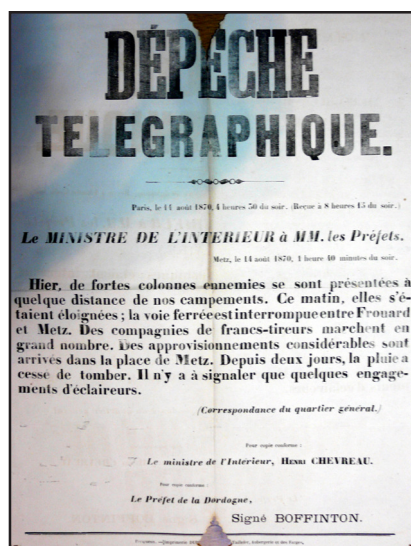 DÉPÊCHE
TELEGRAPHIQUE.
Paris, le 14 août 1870, 4 heures 50 du soir. (Reçue à 8 heures 15 du soir.)
Le MINISTRE DE L'INTERIEUR à MM. les Préfets.
Metz, le 14 août 1870, 1 heure 40 minutes du soir.
Hier, de fortes colonnes ennemies se sont présentées à
quelque distance de nos campements. Ce matin, elles s'é-
taient éloignées ; la voie ferrée est interrompue entre Frouard
et Metz. Des compagnies de francs-tireurs marchent en
grand nombre. Des approvisionnements considérables sont
arrivés dans la place de Metz. Depuis deux jours, la pluie a
cessé de tomber. Il n'y a à signaler que quelques engage-
ments d'éclaireurs.
(Correspondance du quartier général.)
Pour copie conforme :
Le ministre de l'Intérieur, HENRI CHEVREAU.
Pour copie conforme :
Le Préfet de la Dordogne,
Signé BOFFINTON.